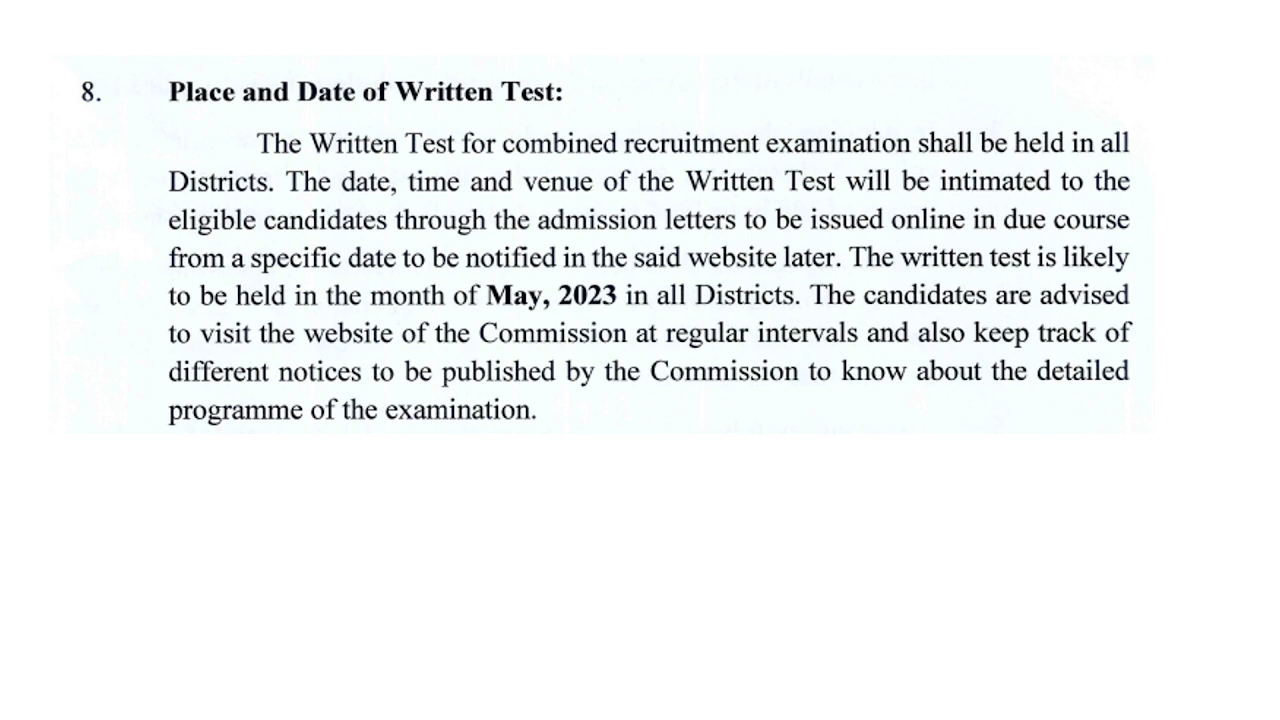 8. Place and Date of Written Test:
The Written Test for combined recruitment examination shall be held in all
Districts. The date, time and venue of the Written Test will be intimated to the
eligible candidates through the admission letters to be issued online in due course
from a specific date to be notified in the said website later. The written test is likely
to be held in the month of May, 2023 in all Districts. The candidates are advised
to visit the website of the Commission at regular intervals and also keep track of
different notices to be published by the Commission to know about the detailed
programme of the examination.